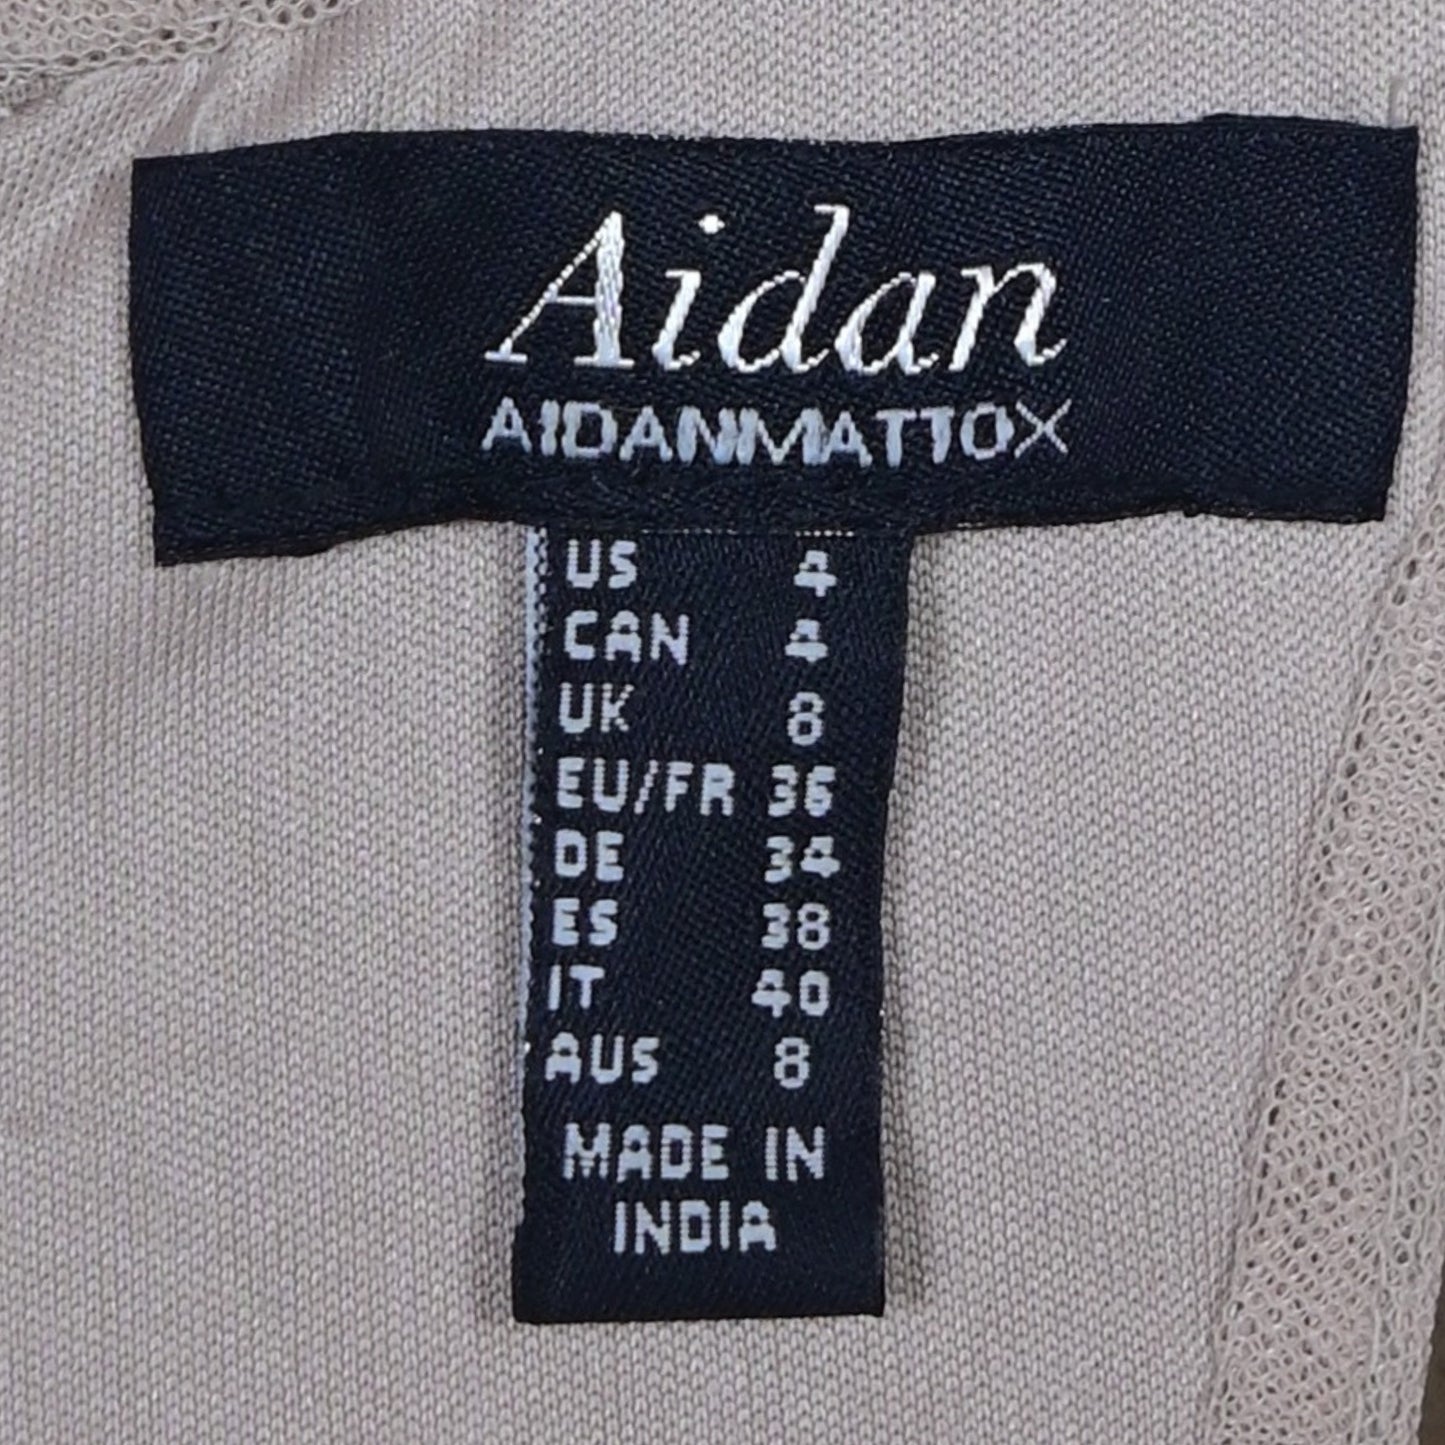 Aidan
AIDANMATTOX
US 4
CAN 4
UK 8
EU/FR 36
DE 34
ES 38
IT 40
AUS 8
MADE IN
INDIA